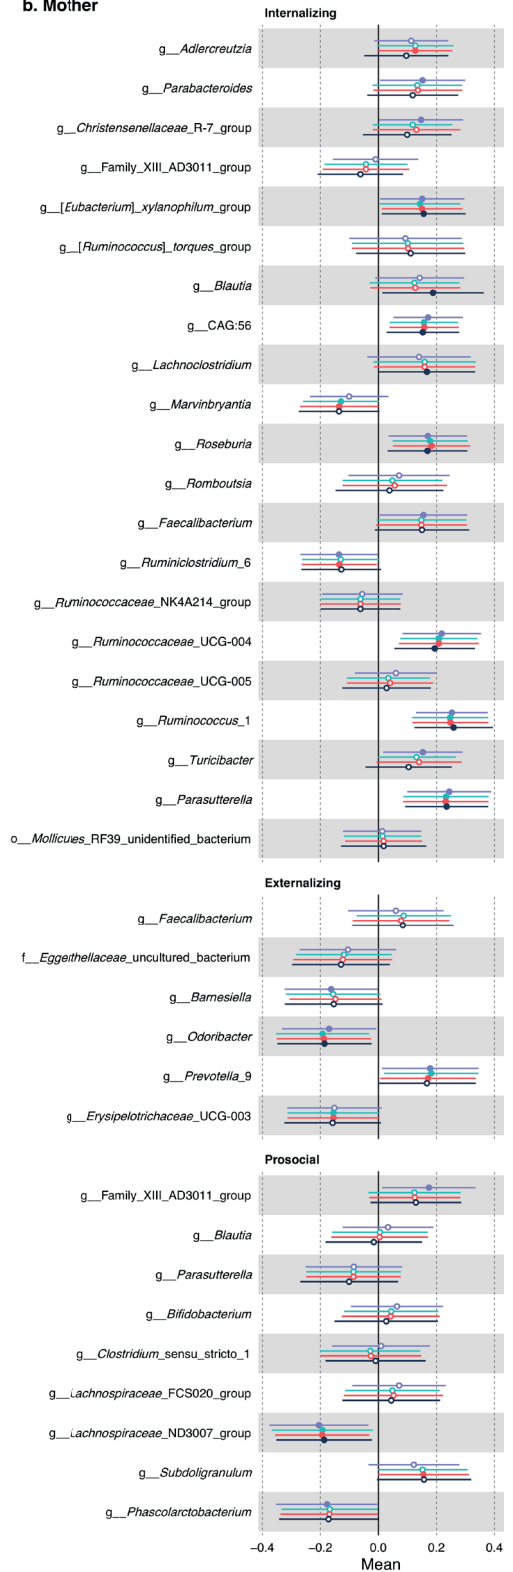 b. Mother
Internalizing
g__Adlercreutzia
g__Parabacteroides
g__Christensenellaceae_R-7_group
g__Family_XIII_AD3011_group
g__[Eubacterium]_xylanophilum_group
g__[Ruminococcus]_torques_group
g__Blautia
g__CAG:56
g__Lachnoclostridium
g__Marvinbryantia
g__Roseburia
g__Romboutsia
g__Faecalibacterium
g__Ruminiclostridium_6
g__Ruminococcaceae_NK4A214_group
g__Ruminococcaceae_UCG-004
g__Ruminococcaceae_UCG-005
g__Ruminococcus_1
g__Turicibacter
g__Parasutterella
o__Mollicutes_RF39_unidentified_bacterium
Externalizing
g__Faecalibacterium
f__Eggerthellaceae_uncultured_bacterium
g__Barnesiella
g__Odoribacter
g__Prevotella_9
g__Erysipelotrichaceae_UCG-003
Prosocial
g__Family_XIII_AD3011_group
g__Blautia
g__Parasutterella
g__Bifidobacterium
g__Clostridium_sensu_stricto_1
g__Lachnospiraceae_FCS020_group
g__Lachnospiraceae_ND3007_group
g__Subdoligranulum
g__Phascolarctobacterium
−0.4 −0.2 0.0 0.2 0.4
Mean